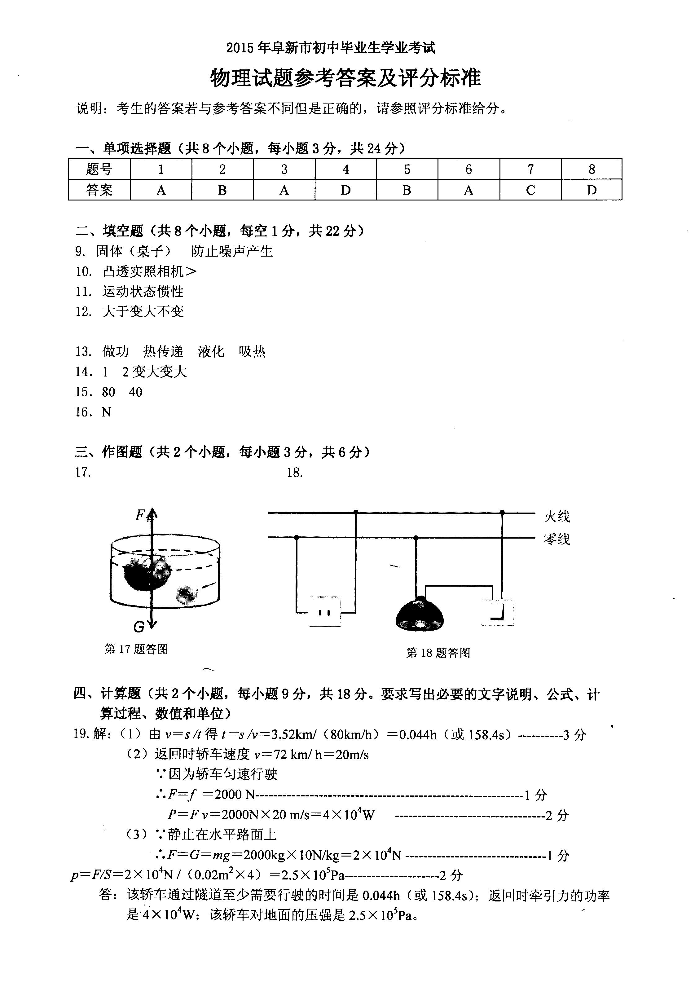 2015年阜新市初中毕业生学业考试
物理试题参考答案及评分标准
说明：考生的答案若与参考答案不同但是正确的，请参照评分标准给分。
一、单项选择题（共8个小题，每小题3分，共24分）
题号 1 2 3 4 5 6 7 8
答案 A B A D B A C D
二、填空题（共8个小题，每空1分，共22分）
9. 固体（桌子） 防止噪声产生
10. 凸透实照相机＞
11. 运动状态惯性
12. 大于变大不变
13. 做功 热传递 液化 吸热
14. 1 2变大变大
15. 80 40
16. N
三、作图题（共2个小题，每小题3分，共6分）
17. 18.
F浮
火线
零线
G
第17题答图
第18题答图
四、计算题（共2个小题，每小题9分，共18分。要求写出必要的文字说明、公式、计
算过程、数值和单位）
19.解：（1）由v=s/t得t=s/v=3.52km/（80km/h）=0.044h（或158.4s）----------3分
（2）返回时轿车速度v=72 km/ h=20m/s
∵因为轿车匀速行驶
∴F=f =2000 N------------------------------------------------------------1分
P=F v=2000N×20 m/s=4×10⁴W ----------------------------------2分
（3）∵静止在水平路面上
∴F=G=mg=2000kg×10N/kg=2×10⁴N --------------------------------1分
p=F/S=2×10⁴N /（0.02m²×4）=2.5×10⁵Pa----------------------2分
答：该轿车通过隧道至少需要行驶的时间是0.044h（或158.4s）；返回时牵引力的功率
是4×10⁴W；该轿车对地面的压强是2.5×10⁵Pa。